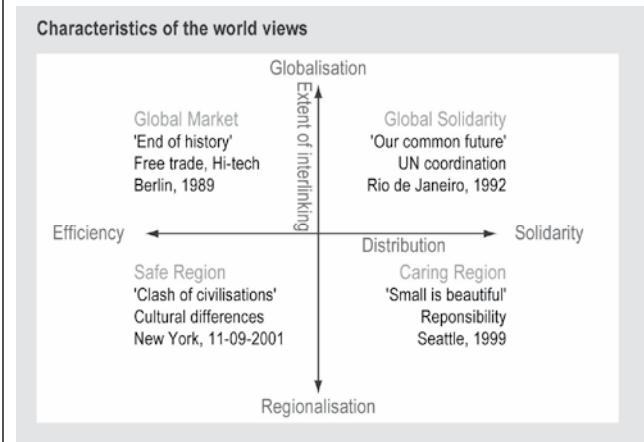 Characteristics of the world views
Globalisation
Extent of interlinking
Global Market
'End of history'
Free trade, Hi-tech
Berlin, 1989
Global Solidarity
'Our common future'
UN coordination
Rio de Janeiro, 1992
Efficiency
Distribution
Solidarity
Safe Region
'Clash of civilisations'
Cultural differences
New York, 11-09-2001
Caring Region
'Small is beautiful'
Reponsibility
Seattle, 1999
Regionalisation